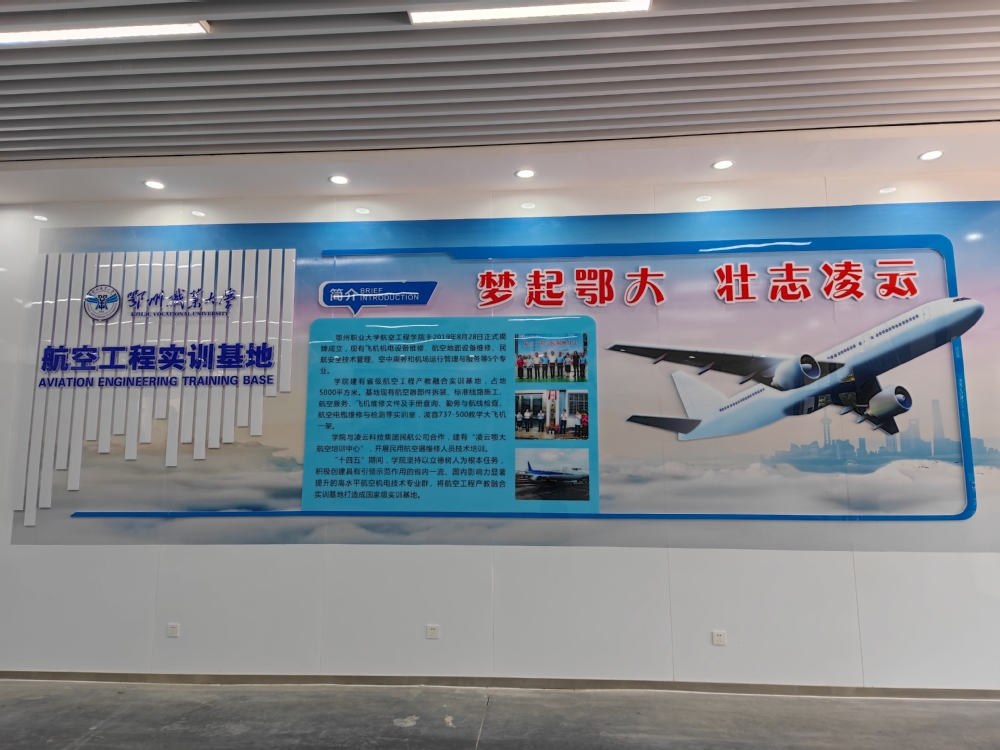 鄂州职业大学
EZHOU VOCATIONAL UNIVERSITY
航空工程实训基地
AVIATION ENGINEERING TRAINING BASE
简介 BRIEF
INTRODUCTION
梦起鄂大 壮志凌云
鄂州职业大学航空工程学院于2019年8月28日正式揭
牌成立，现有飞机机电设备维修、航空地面设备维修、民
航安全技术管理、空中乘务和机场运行管理与服务等5个专
业。
学院建有省级航空工程产教融合实训基地，占地
5000平方米。基地现有航空器部件拆装、标准线路施工、
航空服务、飞机维修文件及手册查询、勤务与航线检查、
航空电瓶维修与检测等实训室，波音737-500教学大飞机
一架。
学院与凌云科技集团民航公司合作，建有“凌云鄂大
航空培训中心”，开展民用航空器维修人员技术培训。
“十四五”期间，学院坚持以立德树人为根本任务，
积极创建具有引领示范作用的省内一流、国内影响力显著
提升的高水平航空机电技术专业群，将航空工程产教融合
实训基地打造成国家级实训基地。